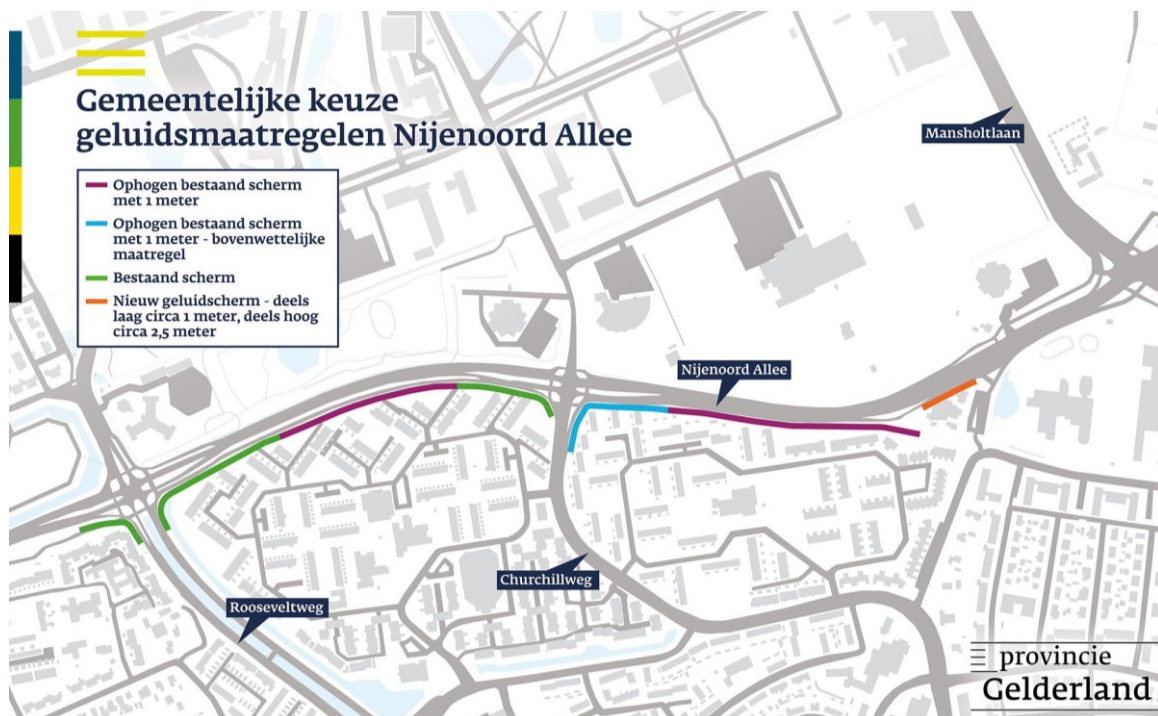 Gemeentelijke keuze
geluidsmaatregelen Nijenoord Allee
Ophogen bestaand scherm
met 1 meter
Ophogen bestaand scherm
met 1 meter - bovenwettelijke
maatregel
Bestaand scherm
Nieuw geluidscherm - deels
laag circa 1 meter, deels hoog
circa 2,5 meter
Mansholtlaan
Nijenoord Allee
Churchillweg
Rooseveltweg
provincie
Gelderland